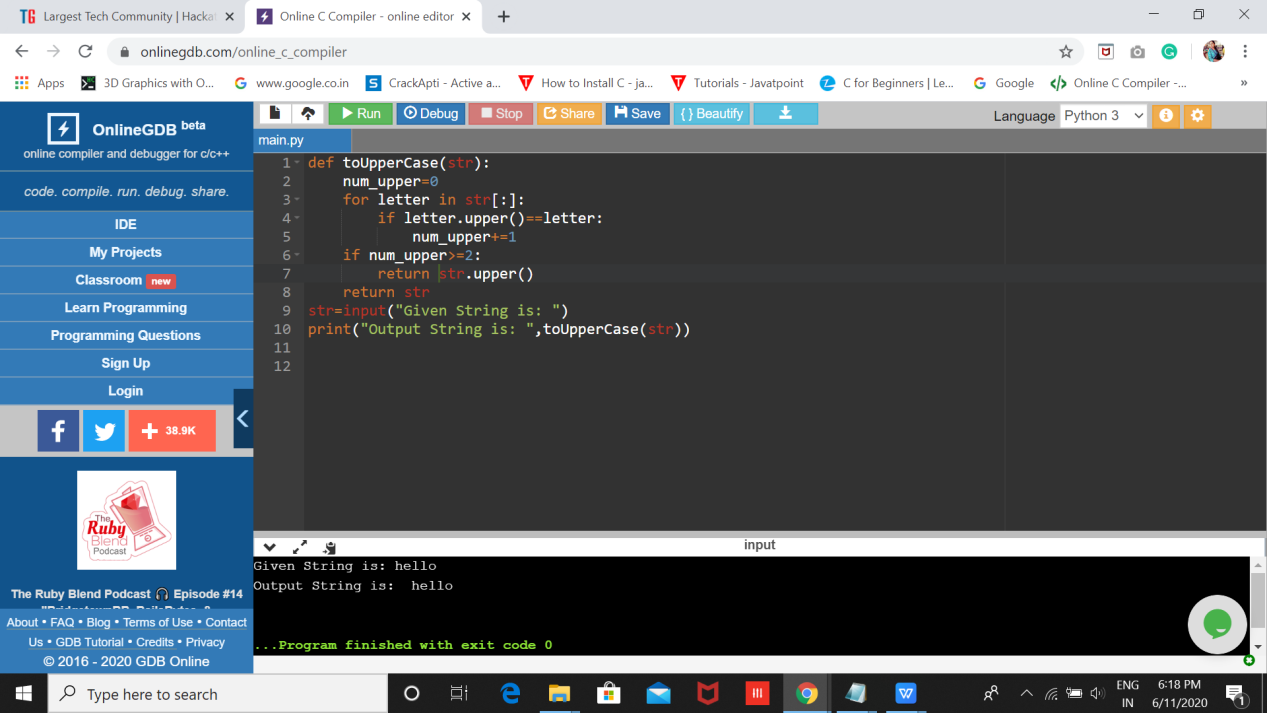 Largest Tech Community | Hacka
Online C Compiler - online editor
onlinegdb.com/online_c_compiler
Apps
3D Graphics with O...
www.google.co.in
CrackApti - Active a...
How to Install C - ja...
Tutorials - Javatpoint
C for Beginners | Le...
Google
Online C Compiler -...
»
OnlineGDB beta
online compiler and debugger for c/c++
code. compile. run. debug. share.
IDE
My Projects
Classroom new
Learn Programming
Programming Questions
Sign Up
Login
38.9K
The
Ruby
Blend
Podcast
The Ruby Blend Podcast 🎧 Episode #14
About • FAQ • Blog • Terms of Use • Contact
Us • GDB Tutorial • Credits • Privacy
© 2016 - 2020 GDB Online
Run
Debug
Stop
Share
Save
{ } Beautify
Language
Python 3
main.py
1 def toUpperCase(str):
2     num_upper=0
3     for letter in str[:]:
4         if letter.upper()==letter:
5             num_upper+=1
6     if num_upper>=2:
7         return str.upper()
8     return str
9 str=input("Given String is: ")
10 print("Output String is: ",toUpperCase(str))
11
12
input
Given String is: hello
Output String is:  hello
...Program finished with exit code 0
Type here to search
ENG
IN
6:18 PM
6/11/2020
1